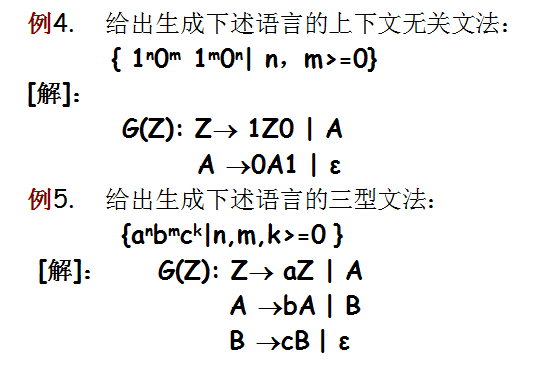 例4. 给出生成下述语言的上下文无关文法：
{ 1ⁿ0ᵐ 1ᵐ0ⁿ| n，m>=0}
[解]：
G(Z)：Z→ 1Z0 | A
A →0A1 | ε
例5. 给出生成下述语言的三型文法：
{aⁿbᵐcᵏ|n,m,k>=0 }
[解]： G(Z)：Z→ aZ | A
A →bA | B
B →cB | ε